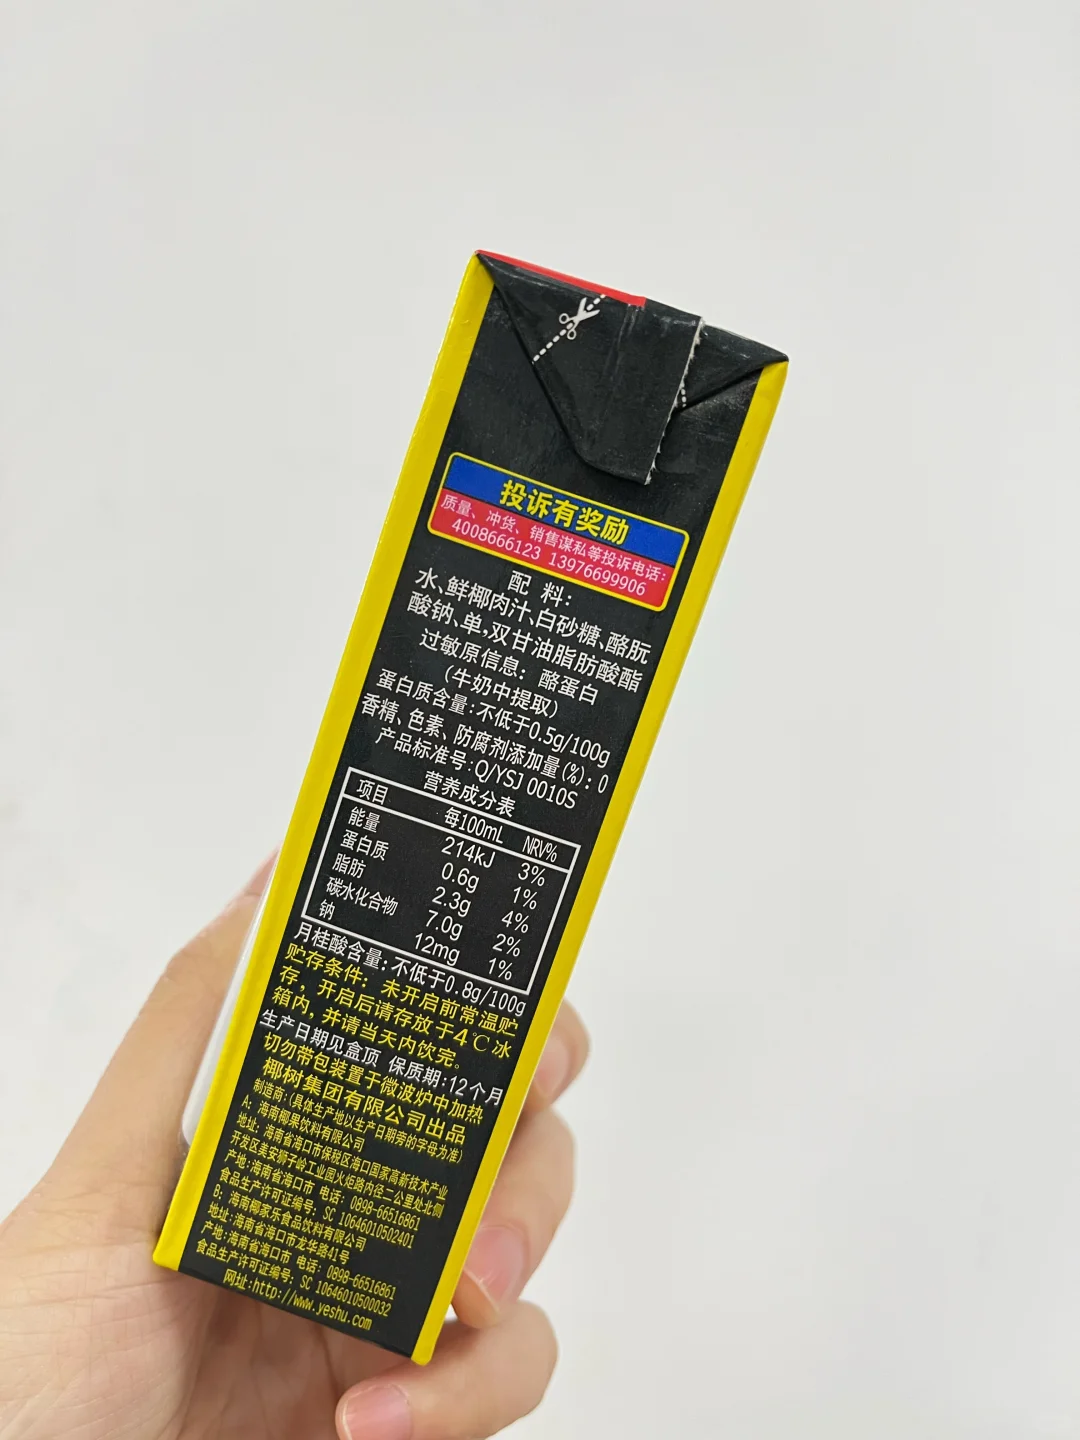 投诉有奖励
质量、冲货、销售谋私等投诉电话:
4008666123 13976699906
配 料:
水、鲜椰肉汁、白砂糖、酪朊
酸钠、单,双甘油脂肪酸酯
过敏原信息: 酪蛋白
(牛奶中提取)
蛋白质含量:不低于0.5g/100g
香精、色素、防腐剂添加量(%): 0
产品标准号:Q/YSJ 0010S
营养成分表
项目 每100mL NRV%
能量 214kJ 3%
蛋白质 0.6g 1%
脂肪 2.3g 4%
碳水化合物 7.0g 2%
钠 12mg 1%
月桂酸含量: 不低于0.8g/100g
贮存条件: 未开启前常温贮
存, 开启后请存放于4℃冰
箱内, 并请当天内饮完。
生产日期见盒顶 保质期:12个月
切勿带包装置于微波炉中加热
椰树集团有限公司出品
制造商:(具体生产地以生产日期旁的字母为准)
A: 海南椰果饮料有限公司
地址: 海南省海口市保税区海口国家高新技术产业
开发区美安狮子岭工业园火炬路内径二公里处北侧
产地:海南省海口市 电话: 0898-66516861
食品生产许可证编号: SC 10646010502401
B: 海南椰家乐食品饮料有限公司
地址:海南省海口市龙华路41号
产地:海南省海口市 电话: 0898-66516861
食品生产许可证编号: SC 10646010500032
网址:http://www.yeshu.com